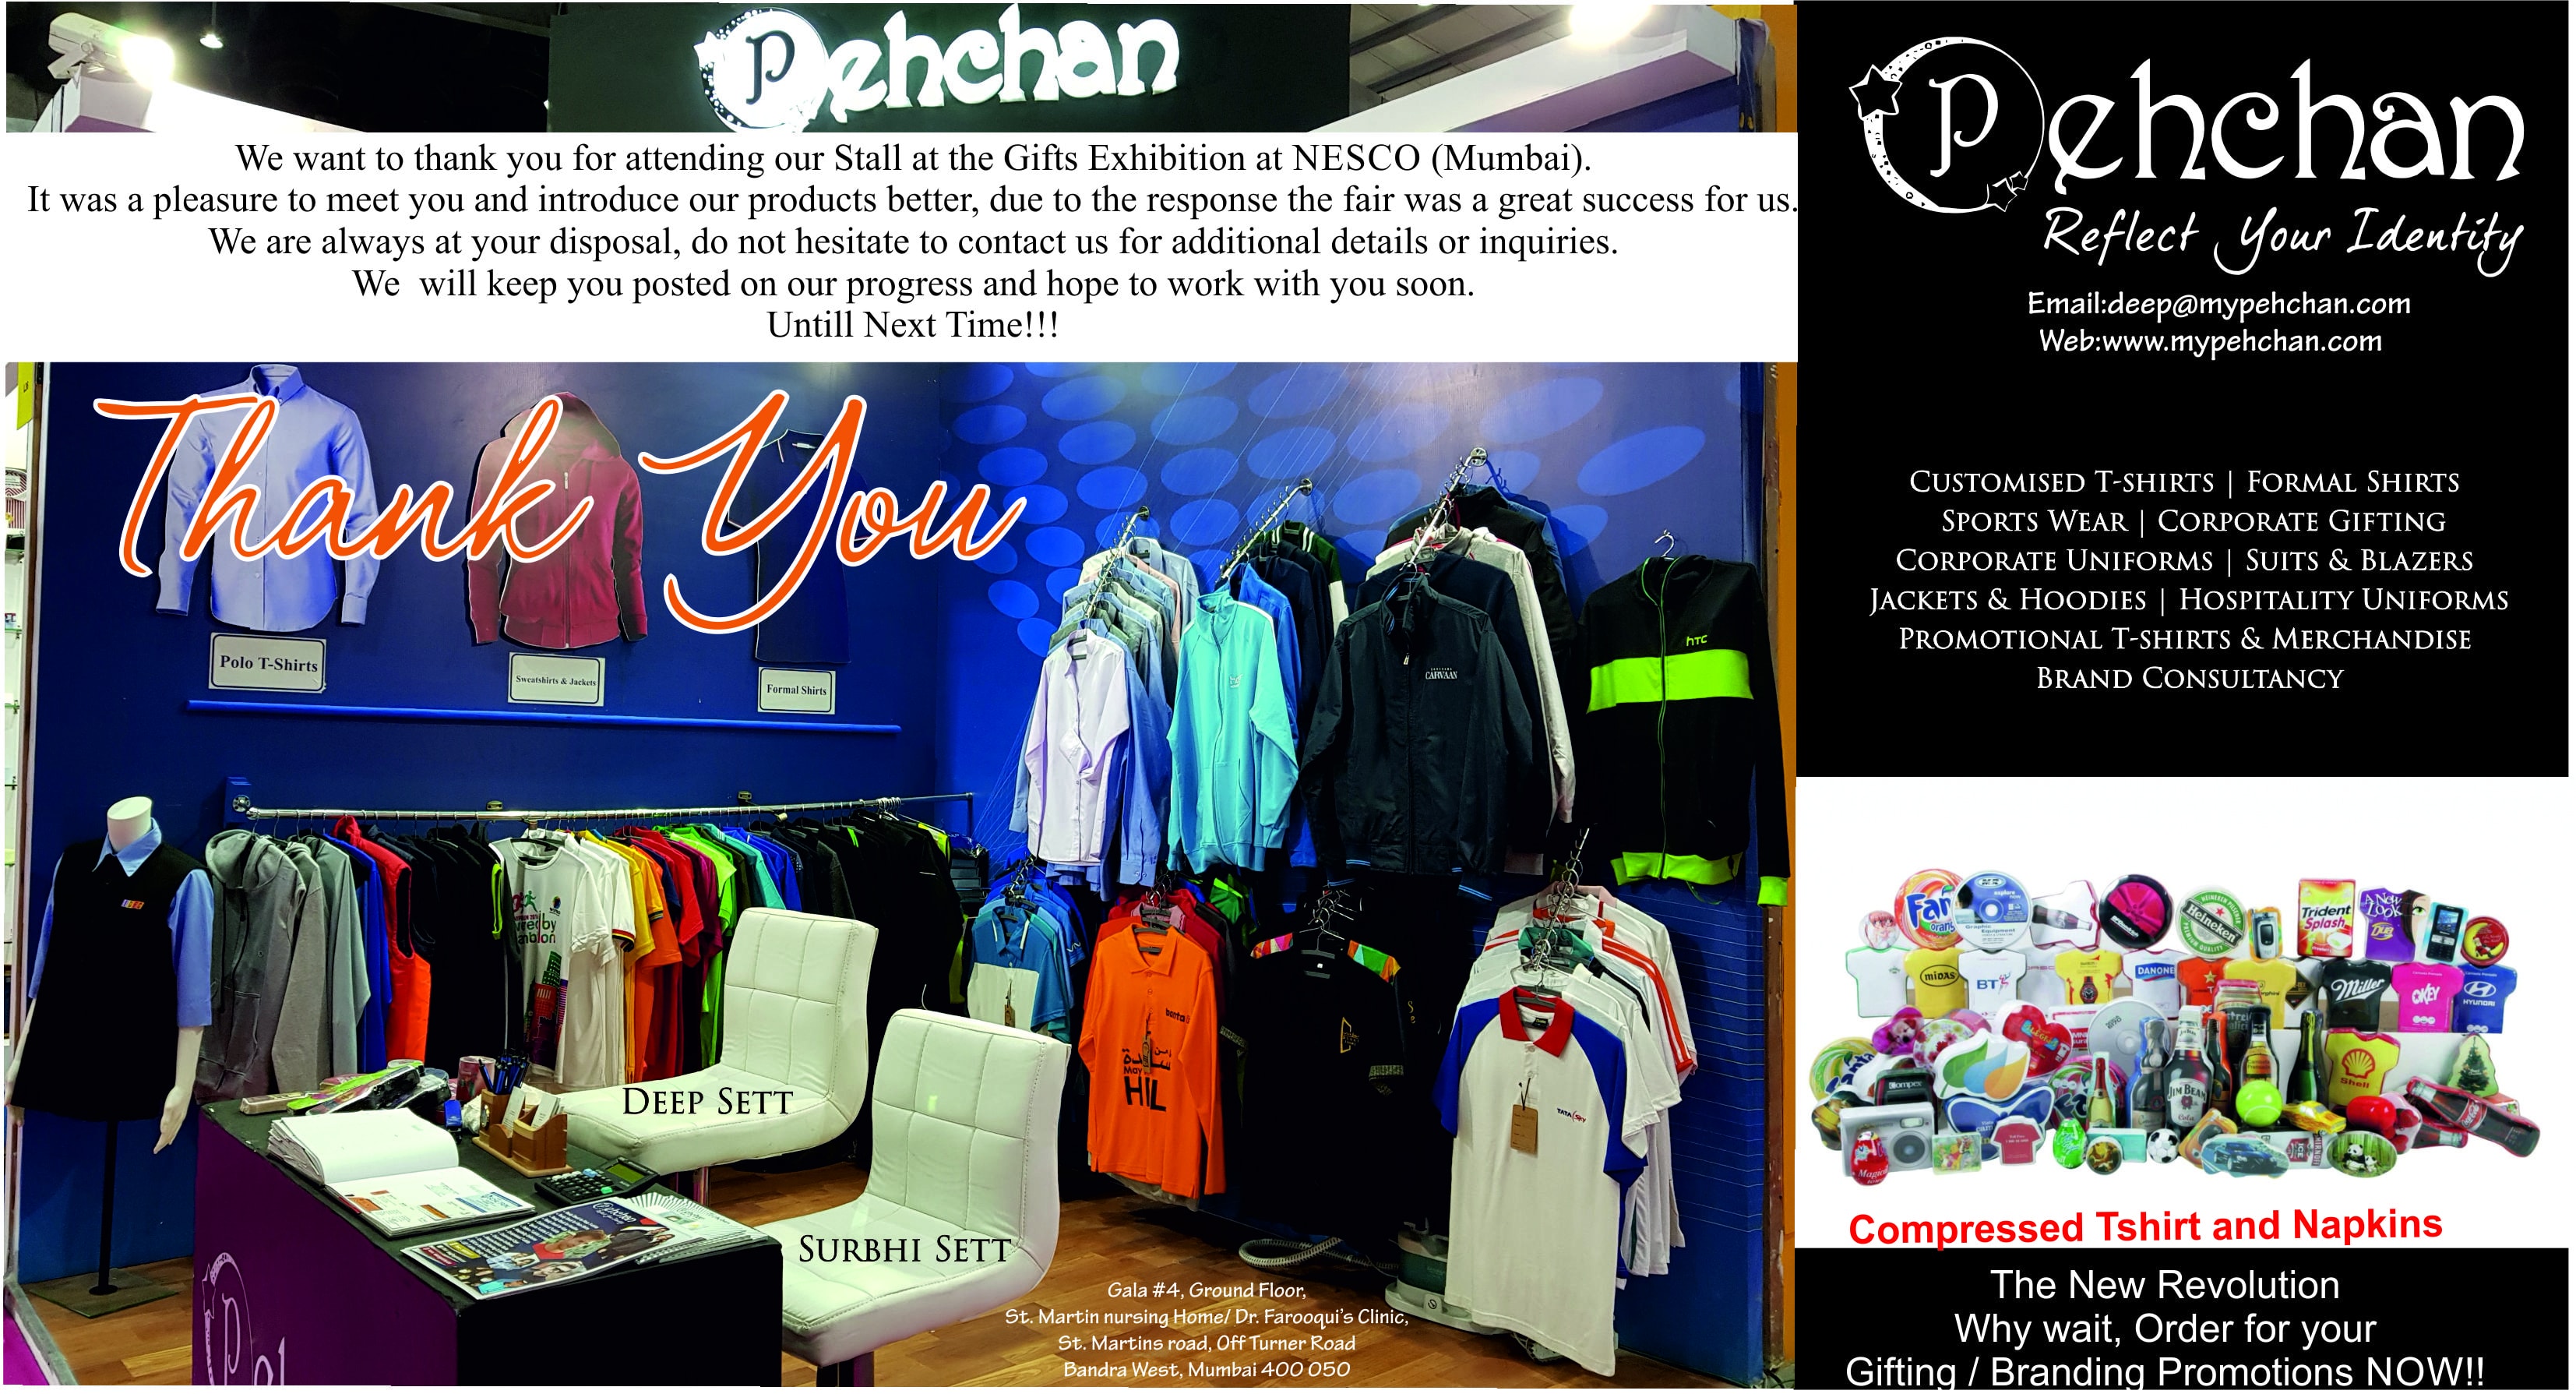 Pehchan
We want to thank you for attending our Stall at the Gifts Exhibition at NESCO (Mumbai).
It was a pleasure to meet you and introduce our products better, due to the response the fair was a great success for us.
We are always at your disposal, do not hesitate to contact us for additional details or inquiries.
We will keep you posted on our progress and hope to work with you soon.
Untill Next Time!!!
Thank You
Polo T-Shirts
Sweatshirts & Jackets
Formal Shirts
htc
CARVAAN
HIL
TATA Sky
DEEP SETT
SURBHI SETT
Gala #4, Ground Floor,
St. Martin nursing Home/ Dr. Farooqui's Clinic,
St. Martins road, Off Turner Road
Bandra West, Mumbai 400 050
Pehchan
Reflect Your Identity
Email:deep@mypehchan.com
Web:www.mypehchan.com
CUSTOMISED T-SHIRTS | FORMAL SHIRTS
SPORTS WEAR | CORPORATE GIFTING
CORPORATE UNIFORMS | SUITS & BLAZERS
JACKETS & HOODIES | HOSPITALITY UNIFORMS
PROMOTIONAL T-SHIRTS & MERCHANDISE
BRAND CONSULTANCY
Heineken
Trident
Splash
A New
Look
midas
BT
DANONE
Miller
OKEY
HYUNDAI
Shell
JIM BEAM
Cola
Compressed Tshirt and Napkins
The New Revolution
Why wait, Order for your
Gifting / Branding Promotions NOW!!